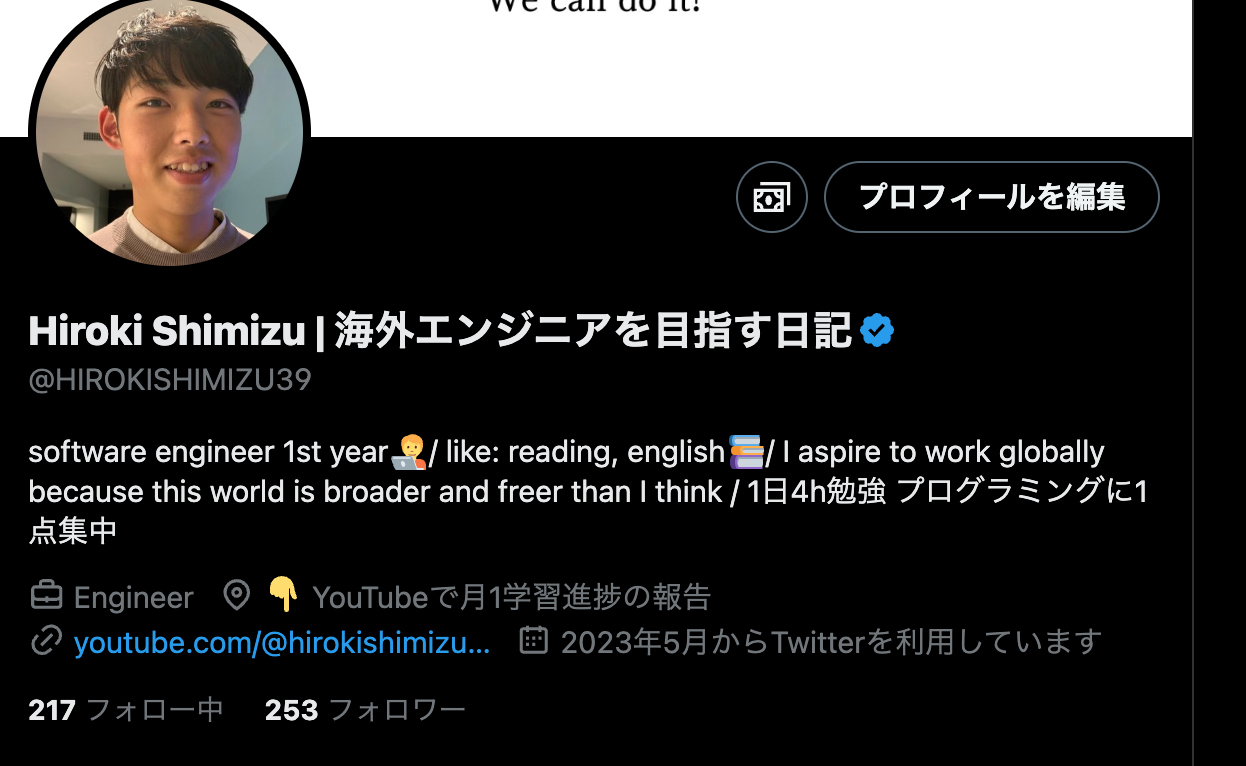 We can do it!
プロフィールを編集
Hiroki Shimizu | 海外エンジニアを目指す日記
@HIROKISHIMIZU39
software engineer 1st year🧑‍💻/ like: reading, english📚/ I aspire to work globally
because this world is broader and freer than I think / 1日4h勉強 プログラミングに1
点集中
Engineer 👇 YouTubeで月1学習進捗の報告
youtube.com/@hirokishimizu... 2023年5月からTwitterを利用しています
217 フォロー中 253 フォロワー